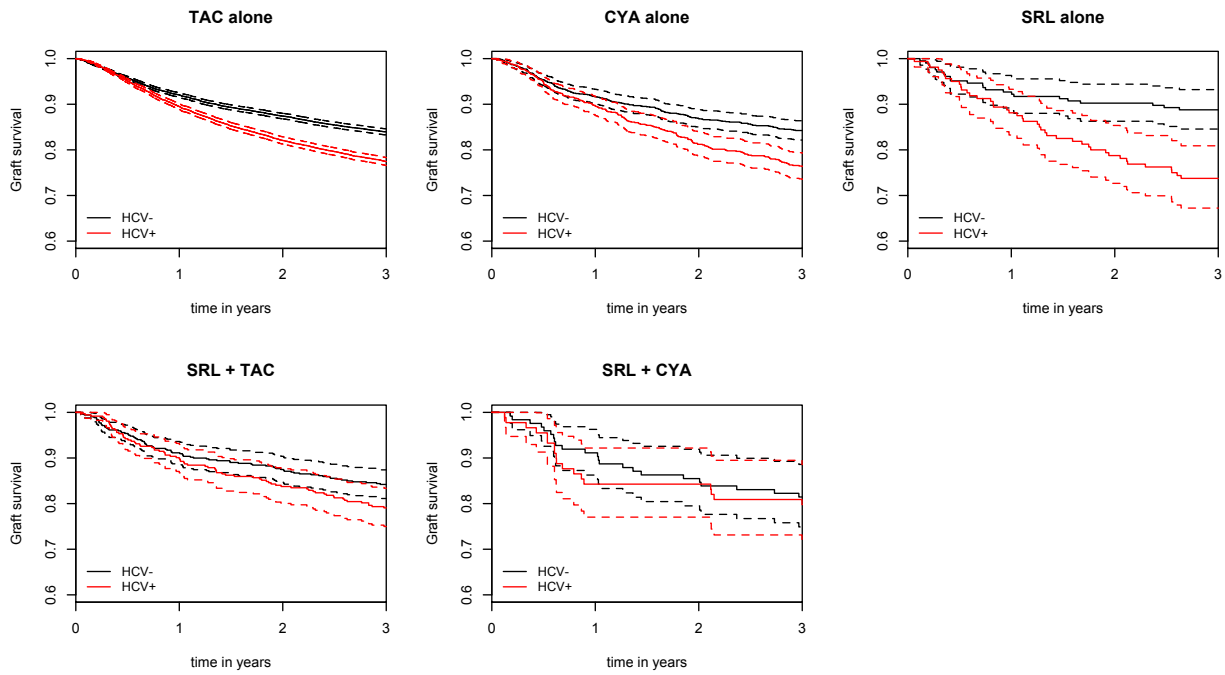 TAC alone
Graft survival
1.0
0.9
0.8
0.7
0.6
HCV-
HCV+
0 1 2 3
time in years
CYA alone
Graft survival
1.0
0.9
0.8
0.7
0.6
HCV-
HCV+
0 1 2 3
time in years
SRL alone
Graft survival
1.0
0.9
0.8
0.7
0.6
HCV-
HCV+
0 1 2 3
time in years
SRL + TAC
Graft survival
1.0
0.9
0.8
0.7
0.6
HCV-
HCV+
0 1 2 3
time in years
SRL + CYA
Graft survival
1.0
0.9
0.8
0.7
0.6
HCV-
HCV+
0 1 2 3
time in years